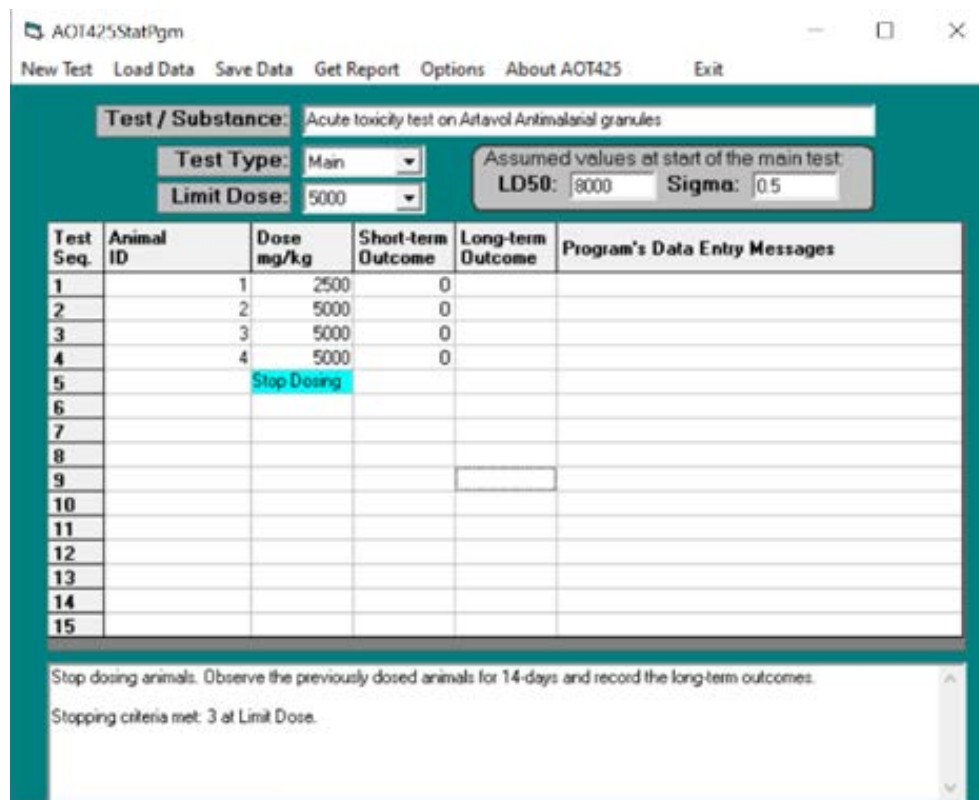 AOT425StatPgm
New Test Load Data Save Data Get Report Options About AOT425 Exit
Test / Substance: Acute toxicity test on Artavol Antimalarial granules
Test Type: Main
Assumed values at start of the main test:
Limit Dose: 5000
LD50: 8000 Sigma: 0.5
Test Seq. Animal ID Dose mg/kg Short-term Outcome Long-term Outcome Program's Data Entry Messages
1 1 2500 0
2 2 5000 0
3 3 5000 0
4 4 5000 0
5 Stop Dosing
6
7
8
9
10
11
12
13
14
15
Stop dosing animals. Observe the previously dosed animals for 14-days and record the long-term outcomes.
Stopping criteria met: 3 at Limit Dose.